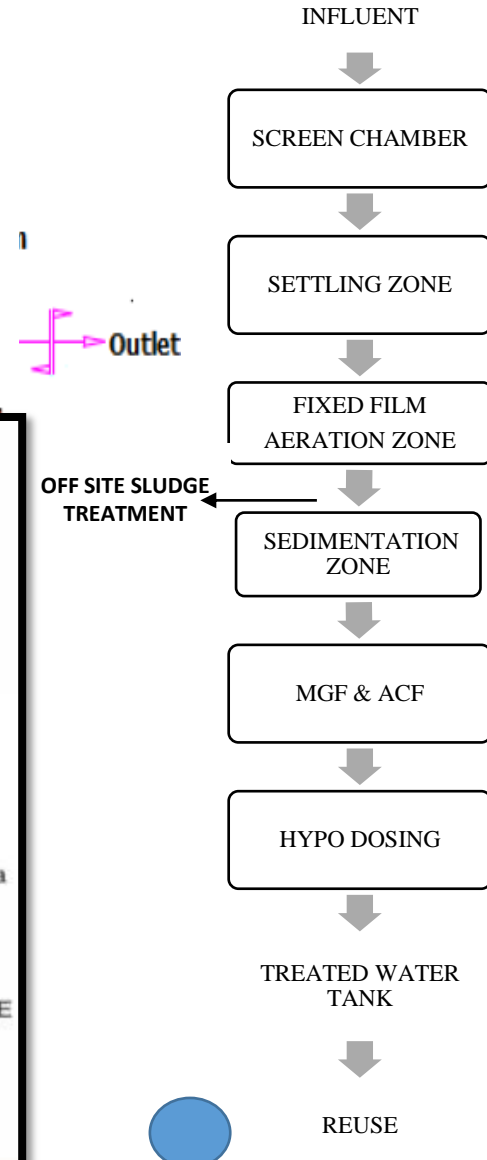 INFLUENT
SCREEN CHAMBER
SETTLING ZONE
Outlet
FIXED FILM
AERATION ZONE
OFF SITE SLUDGE
TREATMENT
SEDIMENTATION
ZONE
MGF & ACF
HYPO DOSING
TREATED WATER
TANK
REUSE